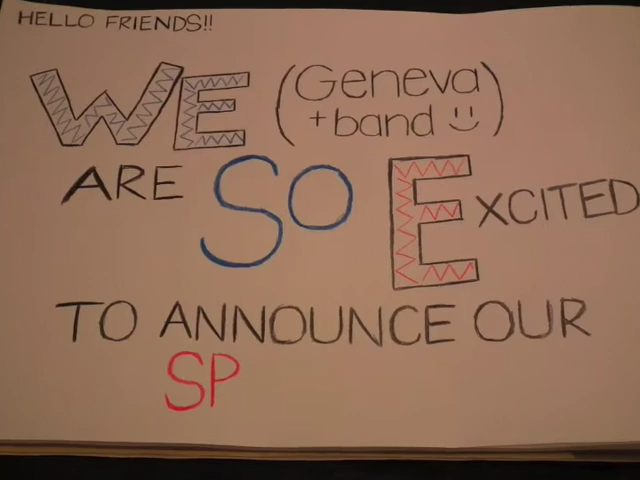 HELLO FRIENDS!!
WE (Geneva
+ band)
ARE SO EXCITED
TO ANNOUNCE OUR
SP